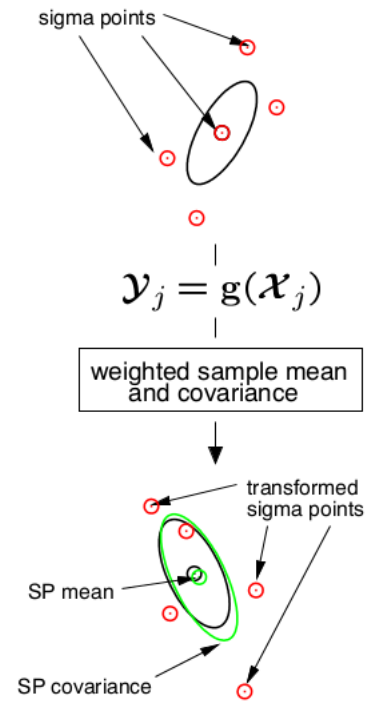 sigma points
𝓨ⱼ = g(𝓧ⱼ)
weighted sample mean
and covariance
transformed
sigma points
SP mean
SP covariance